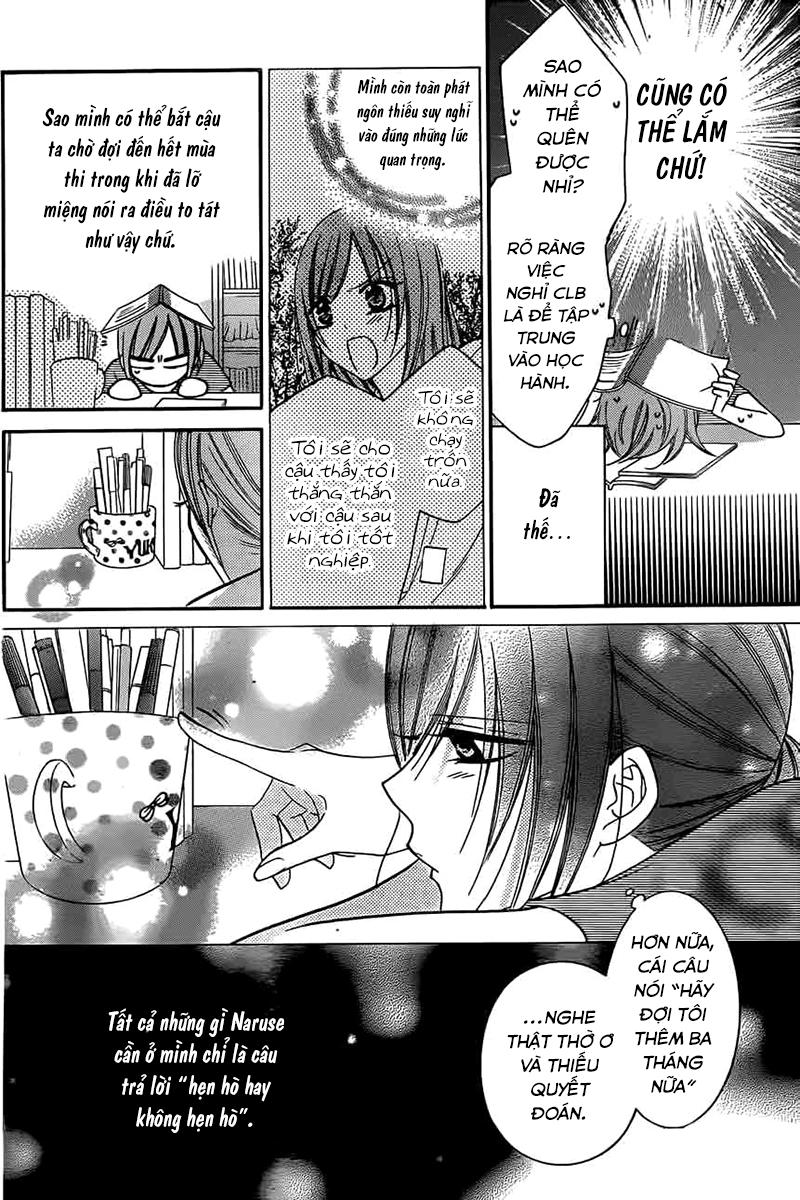 CŨNG CÓ
THỂ LẮM
CHỨ!
SAO
MÌNH CÓ
THỂ
QUÊN
ĐƯỢC
NHỈ?
RÕ RÀNG
VIỆC
NGHỈ CLB
LÀ ĐỂ TẬP
TRUNG
VÀO HỌC
HÀNH.
Đã
thế...
Mình còn toàn phát
ngôn thiếu suy nghĩ
vào đúng những lúc
quan trọng.
Tôi sẽ
không
chạy
trốn
nữa.
Tôi sẽ cho
cậu thấy tôi
thẳng thắn
với cậu sau
khi tôi tốt
nghiệp.
Sao mình có thể bắt cậu
ta chờ đợi đến hết mùa
thi trong khi đã lỡ
miệng nói ra điều to tát
như vậy chứ.
YUK
HƠN NỮA,
CÁI CÂU
NÓI “HÃY
ĐỢI TÔI
THÊM BA
THÁNG
NỮA”
...NGHE
THẬT THỜ Ơ
VÀ THIẾU
QUYẾT
ĐOÁN.
Tất cả những gì Naruse
cần ở mình chỉ là câu
trả lời “hẹn hò hay
không hẹn hò”.